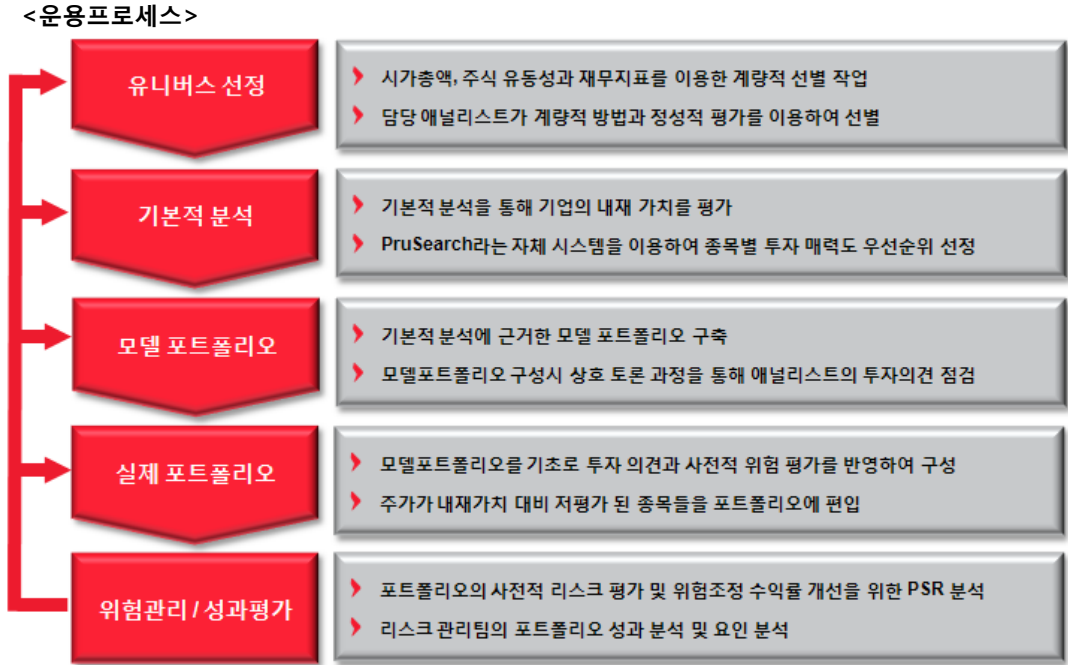 <운용프로세스>
유니버스 선정
시가총액, 주식 유동성과 재무지표를 이용한 계량적 선별 작업
담당 애널리스트가 계량적 방법과 정성적 평가를 이용하여 선별
기본적 분석
기본적 분석을 통해 기업의 내재 가치를 평가
PruSearch라는 자체 시스템을 이용하여 종목별 투자 매력도 우선순위 선정
모델 포트폴리오
기본적 분석에 근거한 모델 포트폴리오 구축
모델포트폴리오 구성시 상호 토론 과정을 통해 애널리스트의 투자의견 점검
실제 포트폴리오
모델포트폴리오를 기초로 투자 의견과 사전적 위험 평가를 반영하여 구성
주가가 내재가치 대비 저평가 된 종목들을 포트폴리오에 편입
위험관리 / 성과평가
포트폴리오의 사전적 리스크 평가 및 위험조정 수익률 개선을 위한 PSR 분석
리스크 관리팀의 포트폴리오 성과 분석 및 요인 분석